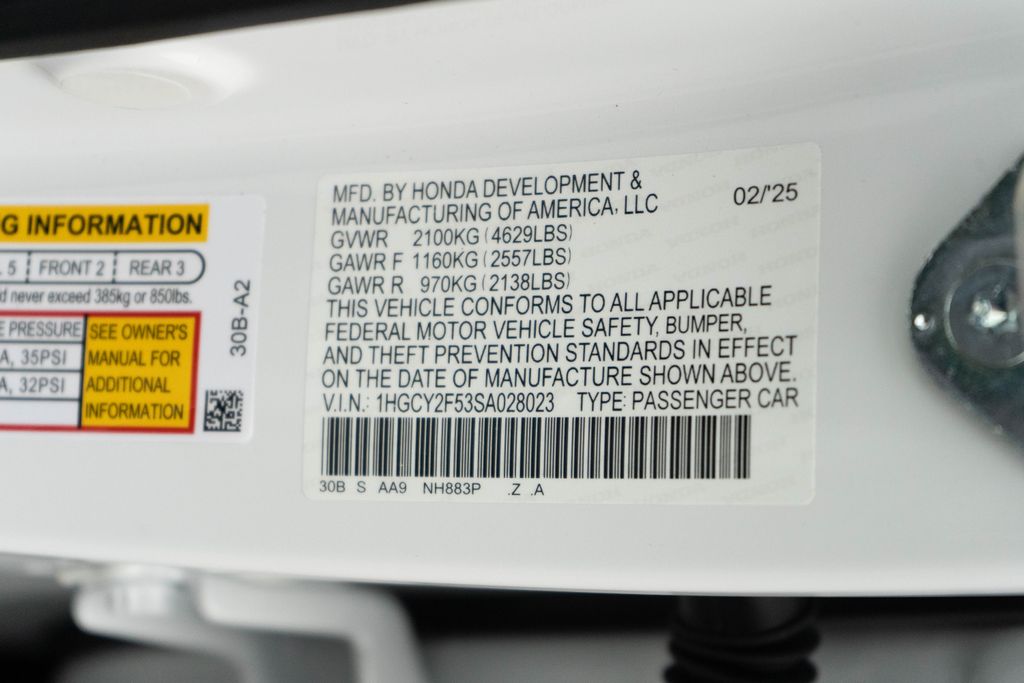 G INFORMATION
5 | FRONT 2 | REAR 3
d never exceed 385kg or 850lbs.
E PRESSURE
A, 35PSI
A, 32PSI
SEE OWNER'S
MANUAL FOR
ADDITIONAL
INFORMATION
30B-A2
MFD. BY HONDA DEVELOPMENT &
MANUFACTURING OF AMERICA, LLC
02/'25
GVWR 2100KG (4629LBS)
GAWR F 1160KG (2557LBS)
GAWR R 970KG (2138LBS)
THIS VEHICLE CONFORMS TO ALL APPLICABLE
FEDERAL MOTOR VEHICLE SAFETY, BUMPER,
AND THEFT PREVENTION STANDARDS IN EFFECT
ON THE DATE OF MANUFACTURE SHOWN ABOVE.
V.I.N.: 1HGCY2F53SA028023 TYPE: PASSENGER CAR
30B S AA9 NH883P .Z .A